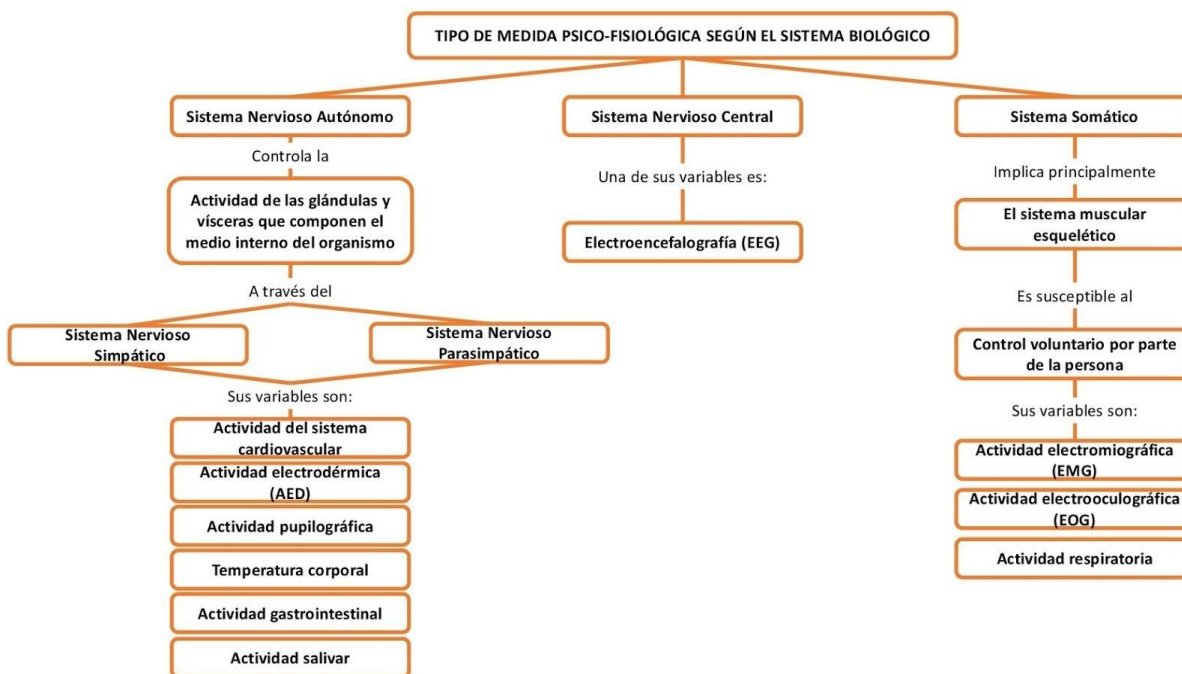 TIPO DE MEDIDA PSICO-FISIOLÓGICA SEGÚN EL SISTEMA BIOLÓGICO
Sistema Nervioso Autónomo
Controla la
Actividad de las glándulas y
vísceras que componen el
medio interno del organismo
A través del
Sistema Nervioso
Simpático
Sistema Nervioso
Parasimpático
Sus variables son:
Actividad del sistema
cardiovascular
Actividad electrodérmica
(AED)
Actividad pupilográfica
Temperatura corporal
Actividad gastrointestinal
Actividad salivar
Sistema Nervioso Central
Una de sus variables es:
Electroencefalografía (EEG)
Sistema Somático
Implica principalmente
El sistema muscular
esquelético
Es susceptible al
Control voluntario por parte
de la persona
Sus variables son:
Actividad electromiográfica
(EMG)
Actividad electrooculográfica
(EOG)
Actividad respiratoria